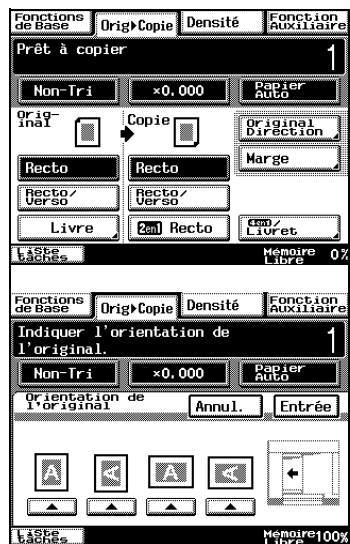 Fonctions
de Base
Orig▸Copie
Densité
Fonction
Auxiliaire
Prêt à copier
1
Non-Tri
×0.000
Papier
Auto
Orig-
inal
Copie
Original
Direction
Recto
Recto
Marge
Recto/
Verso
Recto/
Verso
Livre
2en1 Recto
4en1/
Livret
Liste
tâches
Mémoire
Libre 0%
Fonctions
de Base
Orig▸Copie
Densité
Fonction
Auxiliaire
Indiquer l'orientation de
l'original.
1
Non-Tri
×0.000
Papier
Auto
Orientation de
l'original
Annul.
Entrée
A
A
A
A
Liste
tâches
Mémoire
Libre 100%